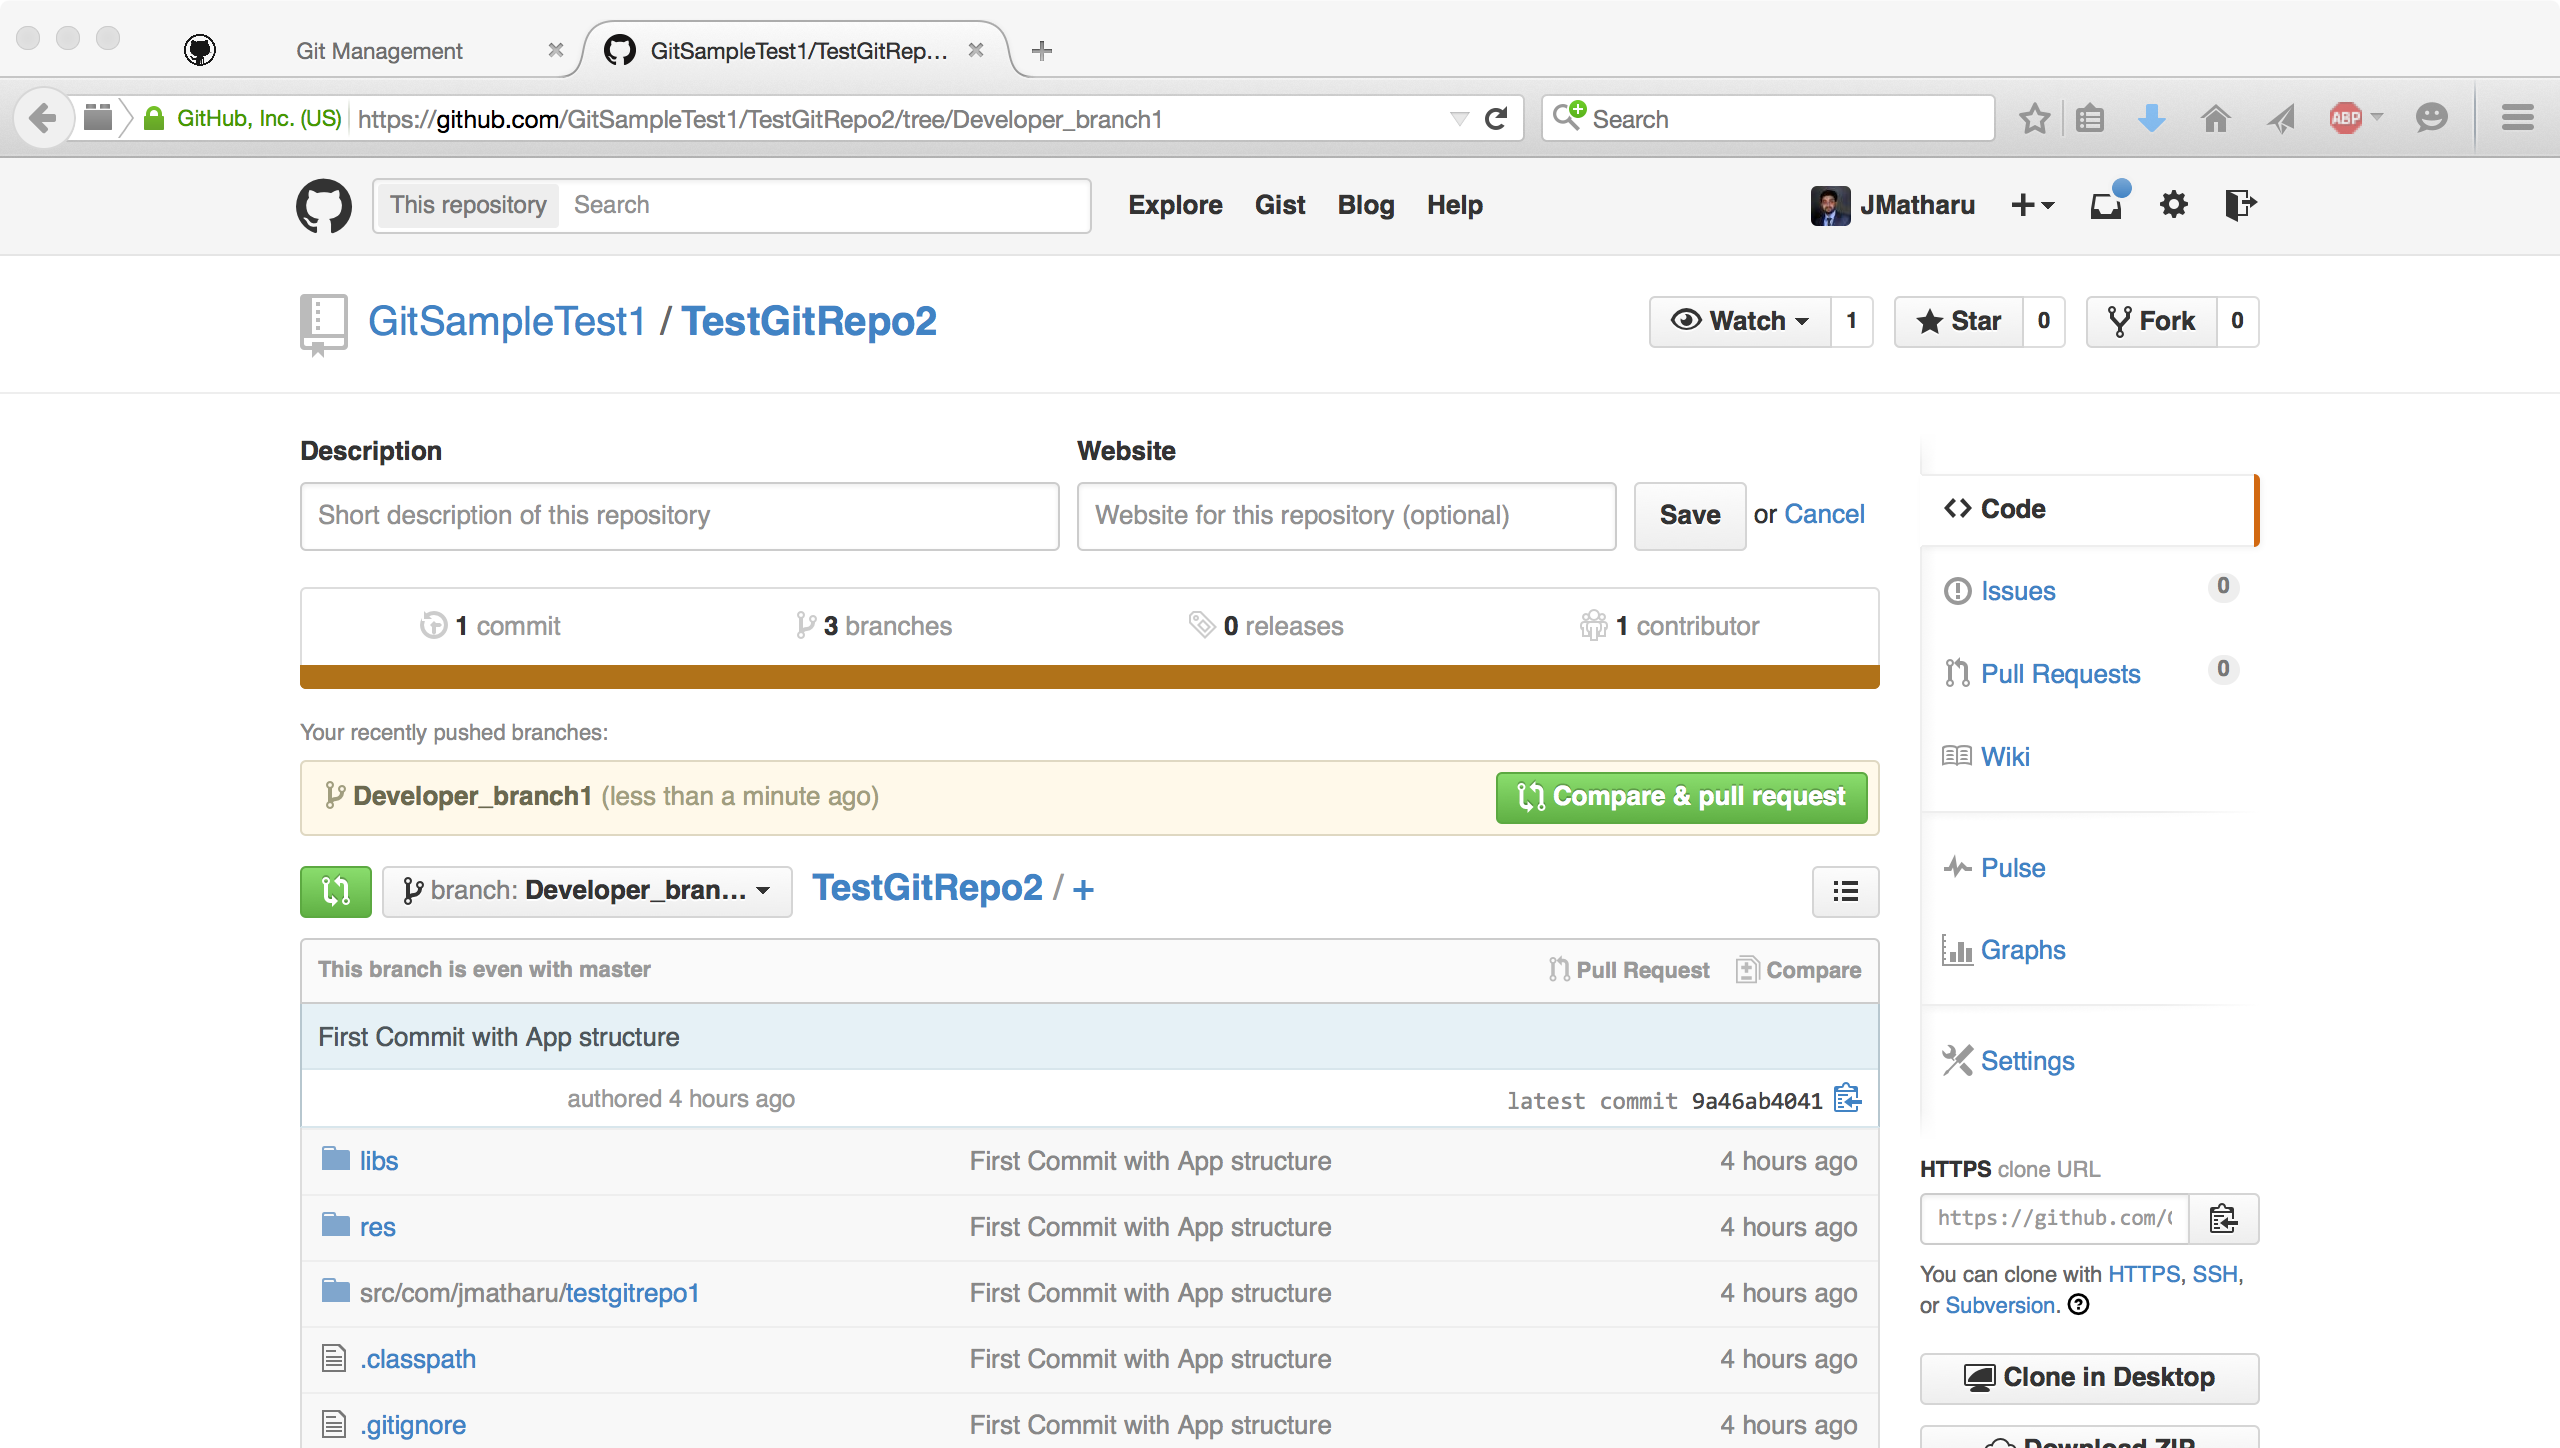 Git Management
GitSampleTest1/TestGitRep...
GitHub, Inc. (US)
https://github.com/GitSampleTest1/TestGitRepo2/tree/Developer_branch1
Search
ABP
This repository
Search
Explore
Gist
Blog
Help
JMatharu
GitSampleTest1 / TestGitRepo2
Watch 1
Star 0
Fork 0
Description
Website
Short description of this repository
Website for this repository (optional)
Save or Cancel
1 commit
3 branches
0 releases
1 contributor
Your recently pushed branches:
Developer_branch1 (less than a minute ago)
Compare & pull request
branch: Developer_bran...
TestGitRepo2 / +
This branch is even with master
Pull Request
Compare
First Commit with App structure
authored 4 hours ago
latest commit 9a46ab4041
libs First Commit with App structure 4 hours ago
res First Commit with App structure 4 hours ago
src/com/jmatharu/testgitrepo1 First Commit with App structure 4 hours ago
.classpath First Commit with App structure 4 hours ago
.gitignore First Commit with App structure 4 hours ago
Code
Issues 0
Pull Requests 0
Wiki
Pulse
Graphs
Settings
HTTPS clone URL
https://github.com/
You can clone with HTTPS, SSH,
or Subversion.
Clone in Desktop
Download ZIP